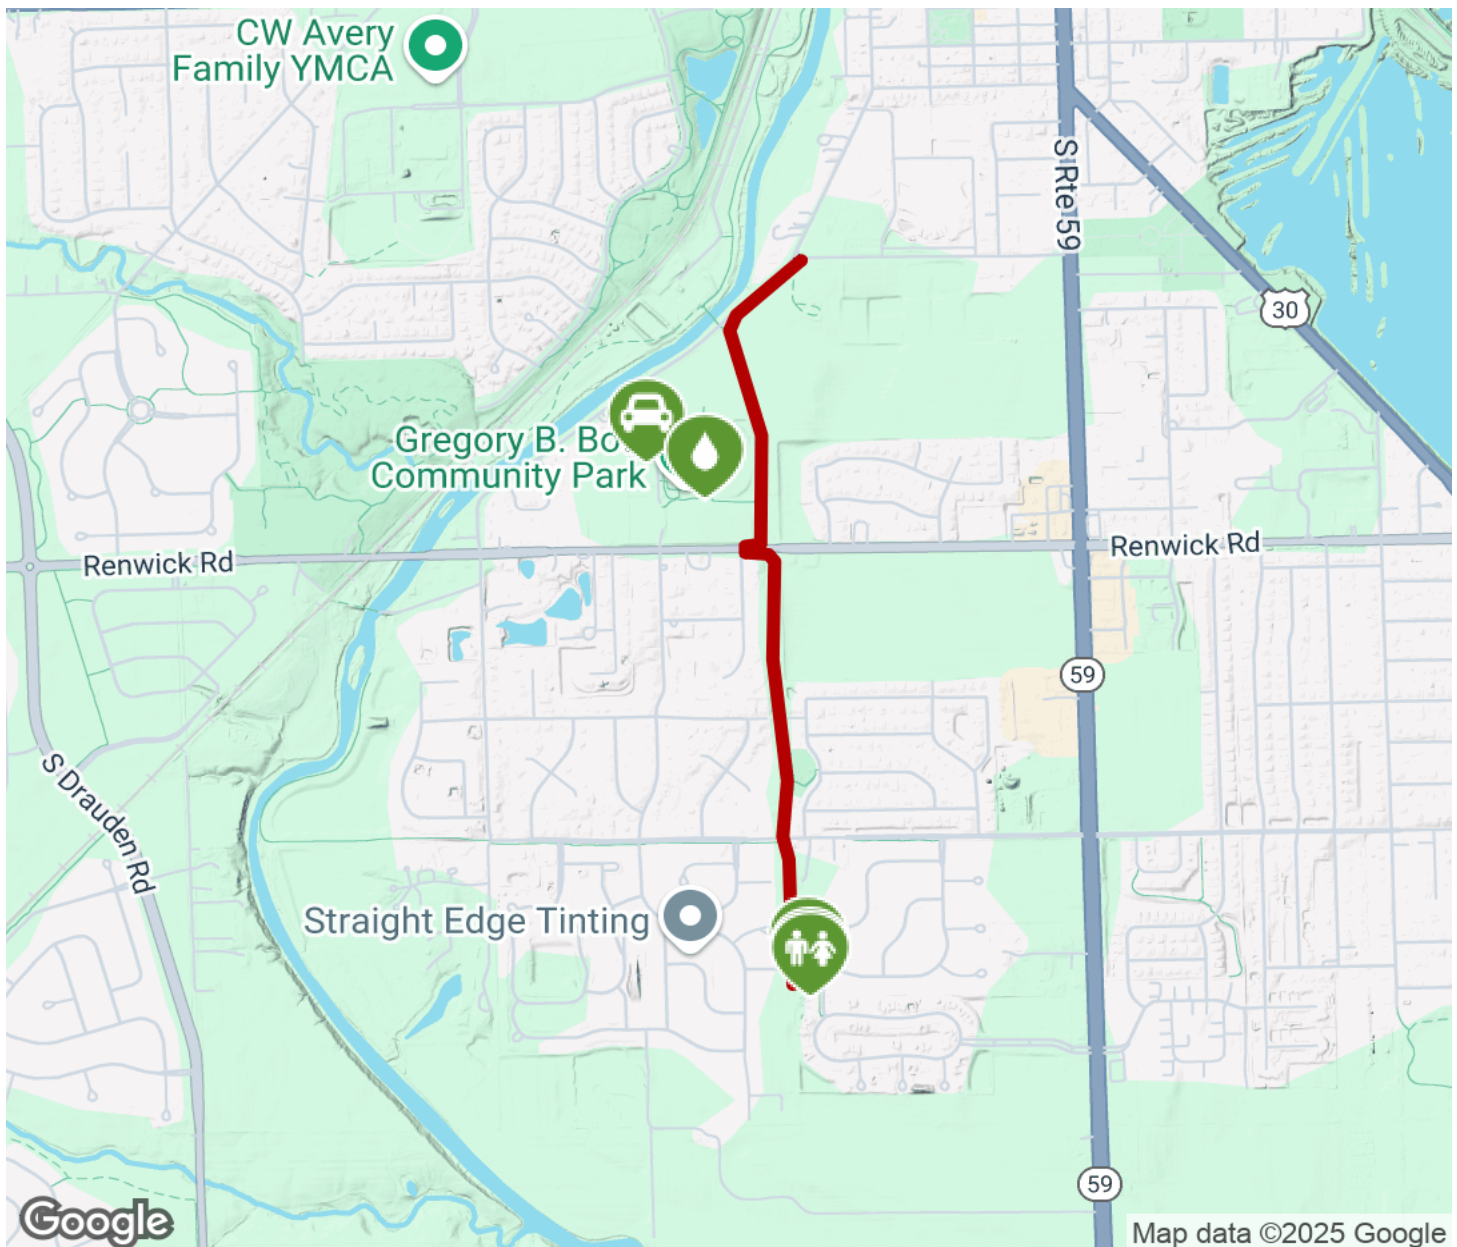 CW Avery
Family YMCA
S Rte 59
30
Gregory B. Bo
Community Park
Renwick Rd
Renwick Rd
59
S Drauden Rd
Straight Edge Tinting
59
Google
Map data ©2025 Google